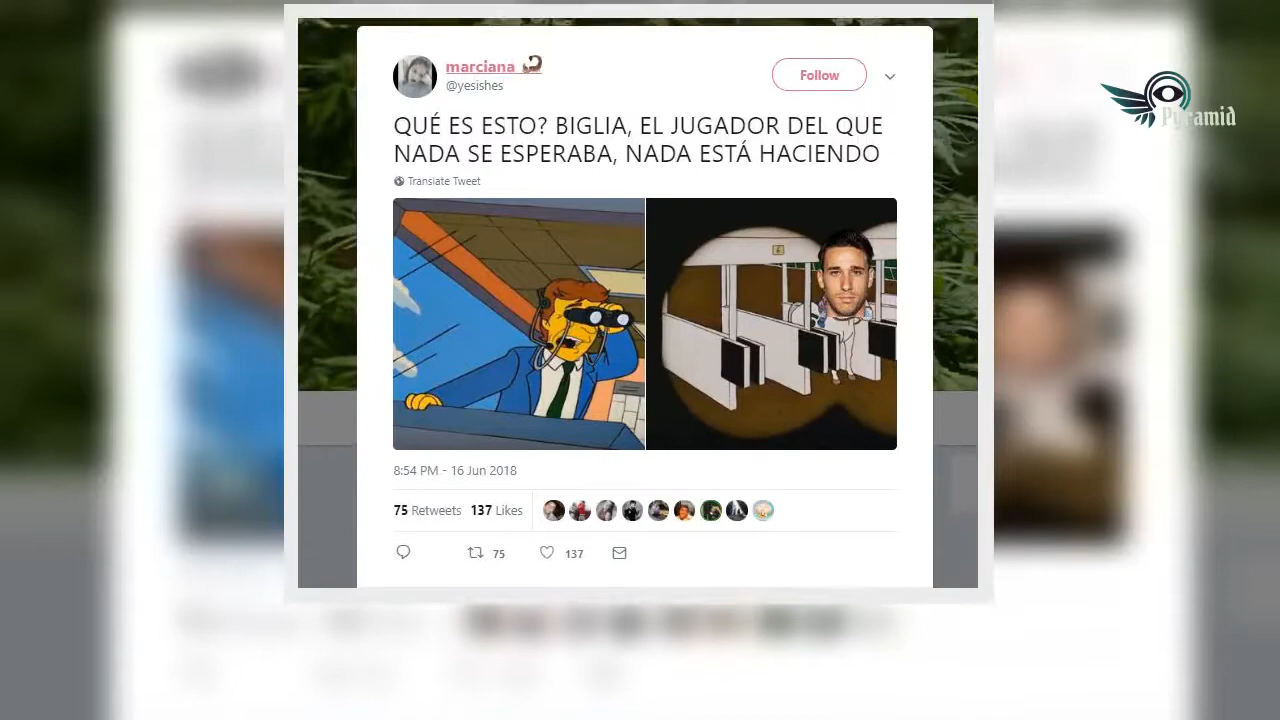 marciana
@yesishes
Follow
Pyramid
QUÉ ES ESTO? BIGLIA, EL JUGADOR DEL QUE
NADA SE ESPERABA, NADA ESTÁ HACIENDO
Translate Tweet
8:54 PM - 16 Jun 2018
75 Retweets 137 Likes
75 137